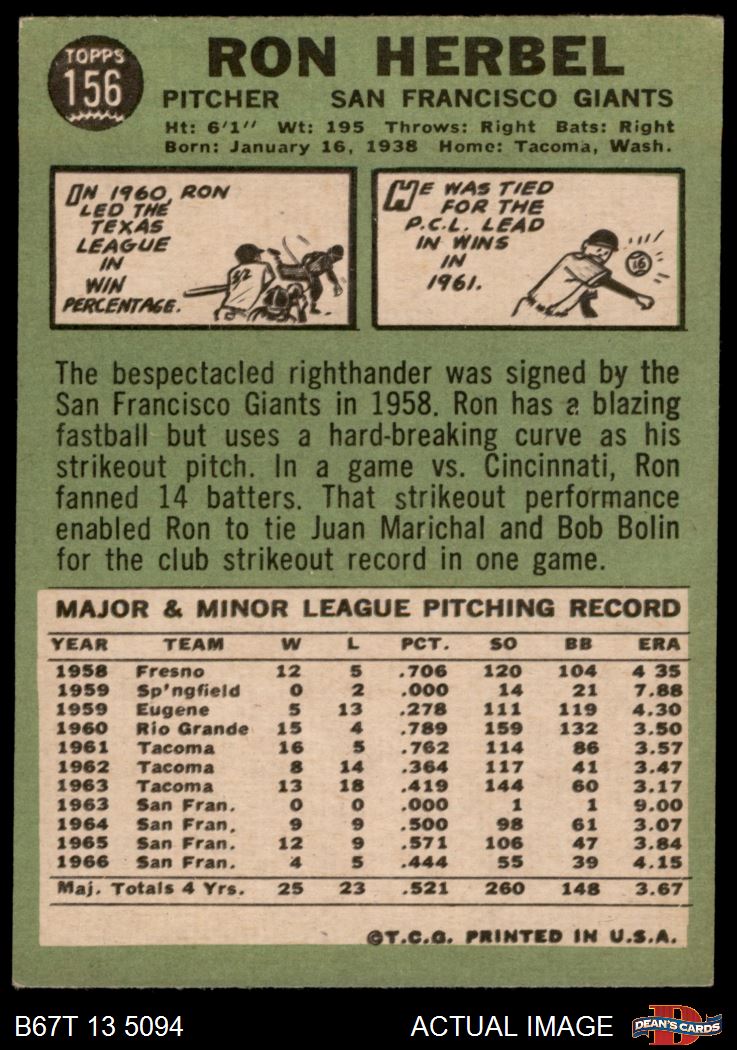 TOPPS
156
RON HERBEL
PITCHER SAN FRANCISCO GIANTS
Ht: 6'1" Wt: 195 Throws: Right Bats: Right
Born: January 16, 1938 Home: Tacoma, Wash.
IN 1960, RON
LED THE
TEXAS
LEAGUE
IN
WIN
PERCENTAGE.
HE WAS TIED
FOR THE
P.C.L. LEAD
IN WINS
IN
1961.
16
The bespectacled righthander was signed by the
San Francisco Giants in 1958. Ron has a blazing
fastball but uses a hard-breaking curve as his
strikeout pitch. In a game vs. Cincinnati, Ron
fanned 14 batters. That strikeout performance
enabled Ron to tie Juan Marichal and Bob Bolin
for the club strikeout record in one game.
MAJOR & MINOR LEAGUE PITCHING RECORD
YEAR TEAM W L PCT. SO BB ERA
1958 Fresno 12 5 .706 120 104 4 35
1959 Sp'ngfield 0 2 .000 14 21 7.88
1959 Eugene 5 13 .278 111 119 4.30
1960 Rio Grande 15 4 .789 159 132 3.50
1961 Tacoma 16 5 .762 114 86 3.57
1962 Tacoma 8 14 .364 117 41 3.47
1963 Tacoma 13 18 .419 144 60 3.17
1963 San Fran. 0 0 .000 1 1 9.00
1964 San Fran. 9 9 .500 98 61 3.07
1965 San Fran. 12 9 .571 106 47 3.84
1966 San Fran. 4 5 .444 55 39 4.15
Maj. Totals 4 Yrs. 25 23 .521 260 148 3.67
©T.C.G. PRINTED IN U.S.A.
B67T 13 5094 ACTUAL IMAGE
DEAN'S CARDS